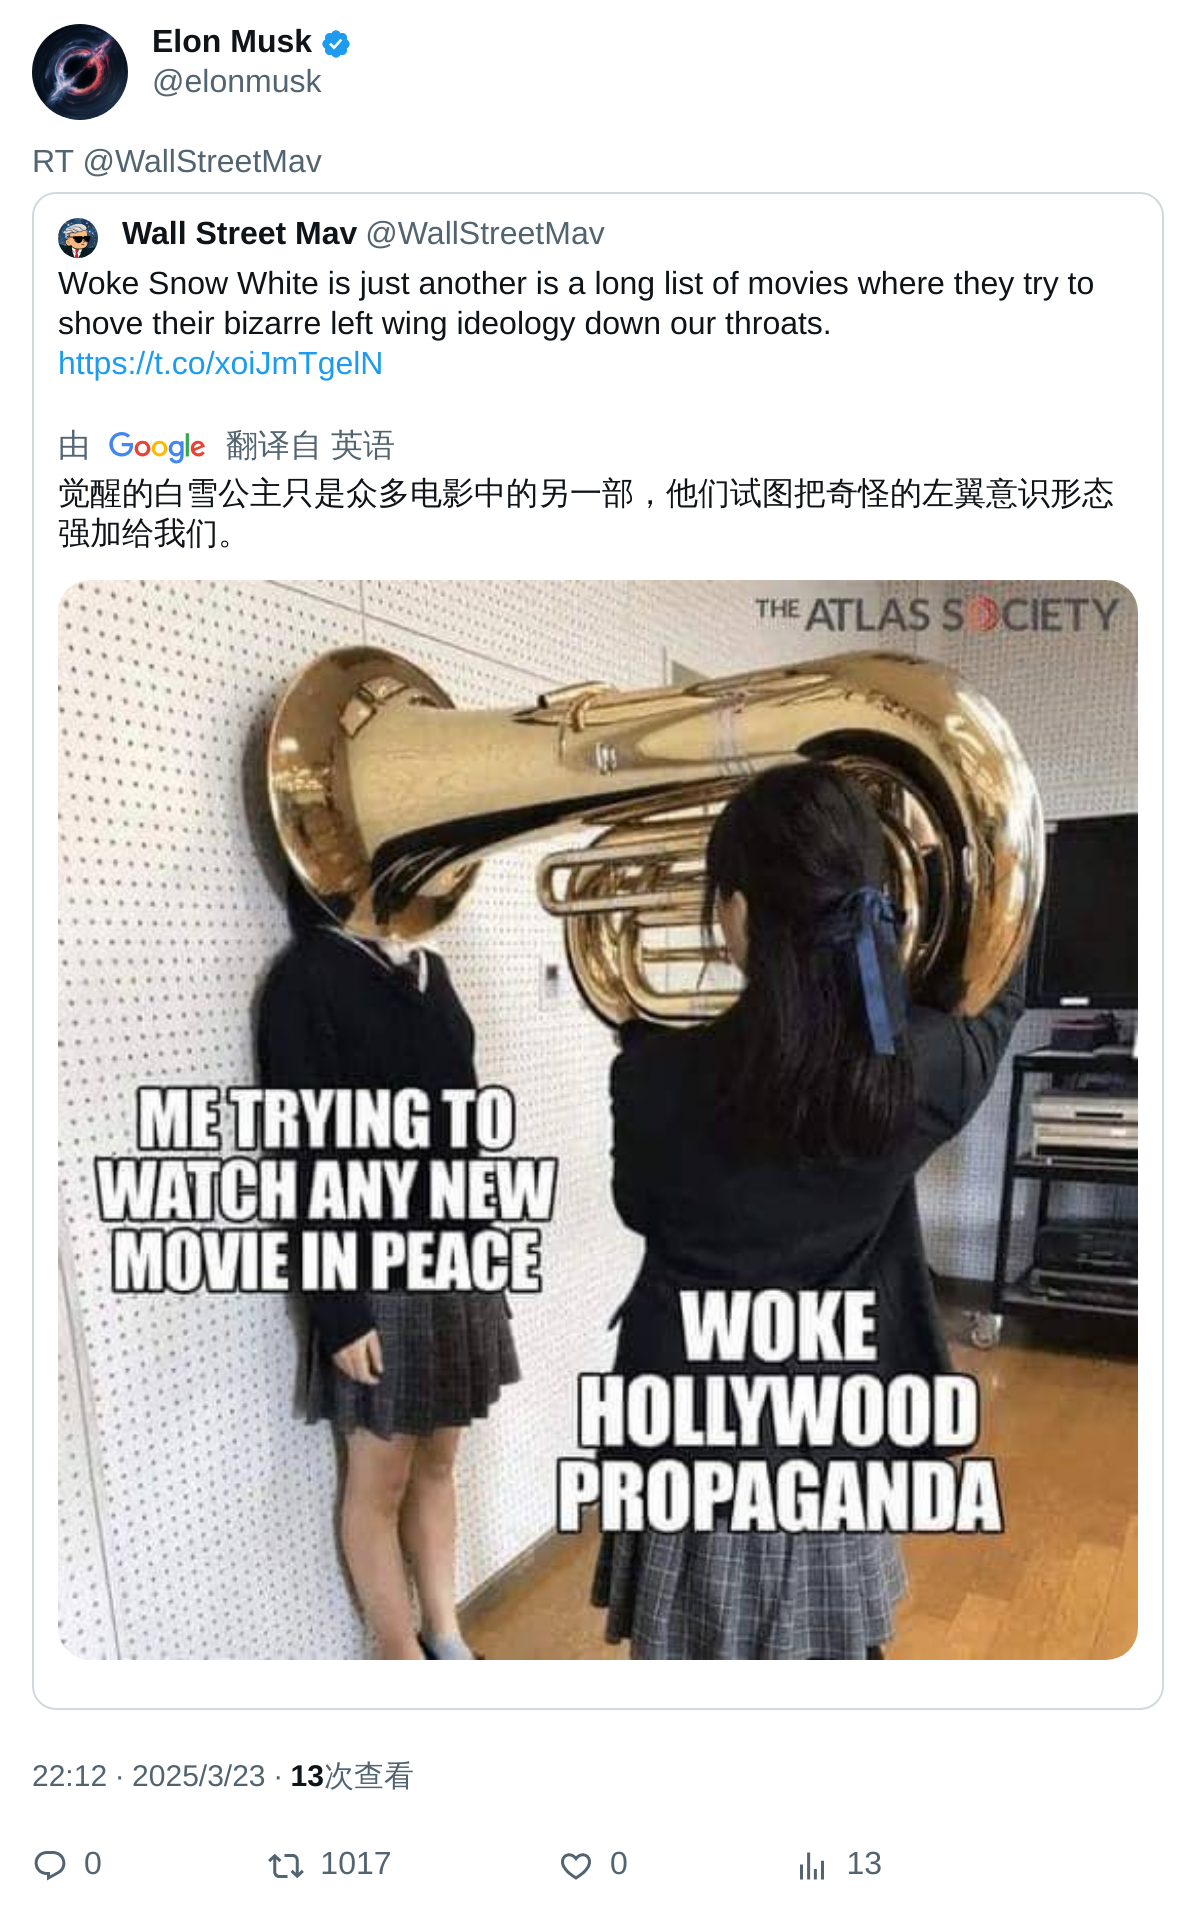 Elon Musk
@elonmusk
RT @WallStreetMav
Wall Street Mav @WallStreetMav
Woke Snow White is just another is a long list of movies where they try to
shove their bizarre left wing ideology down our throats.
https://t.co/xoiJmTgelN
由 Google 翻译自 英语
觉醒的白雪公主只是众多电影中的另一部，他们试图把奇怪的左翼意识形态
强加给我们。
THE ATLAS SOCIETY
ME TRYING TO
WATCH ANY NEW
MOVIE IN PEACE
WOKE
HOLLYWOOD
PROPAGANDA
22:12 · 2025/3/23 · 13次查看
0 1017 0 13